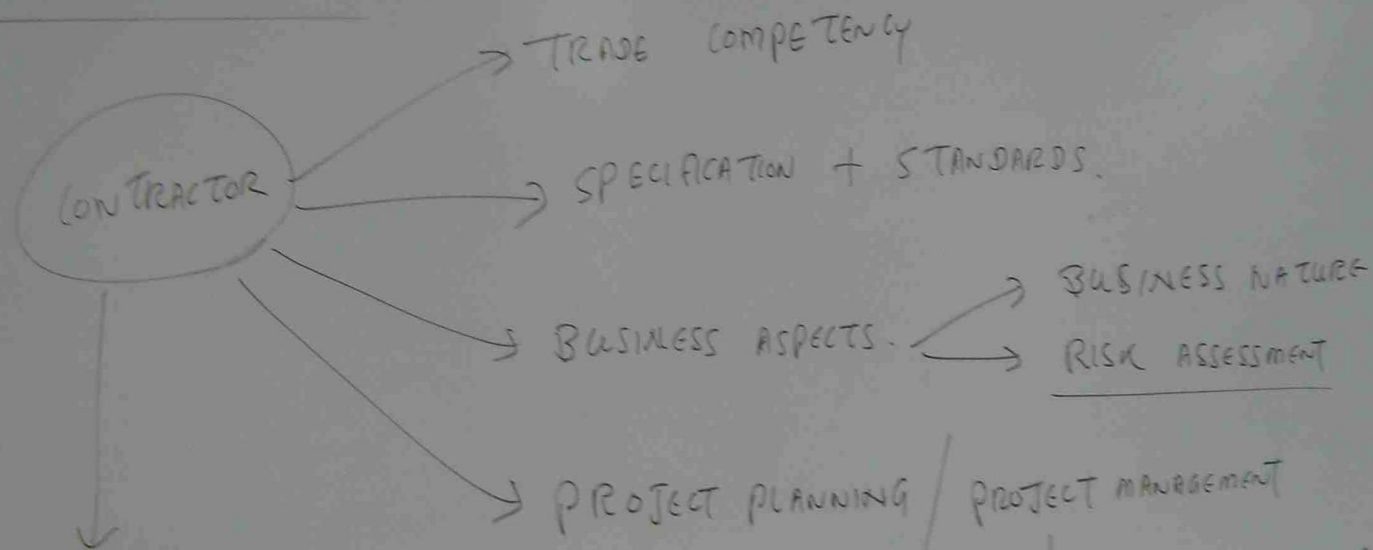 TRADE COMPETENCY
CONTRACTOR
SPECIFICATION + STANDARDS.
BUSINESS ASPECTS.
BUSINESS NATURE
RISK ASSESSMENT
PROJECT PLANNING / PROJECT MANAGEMENT